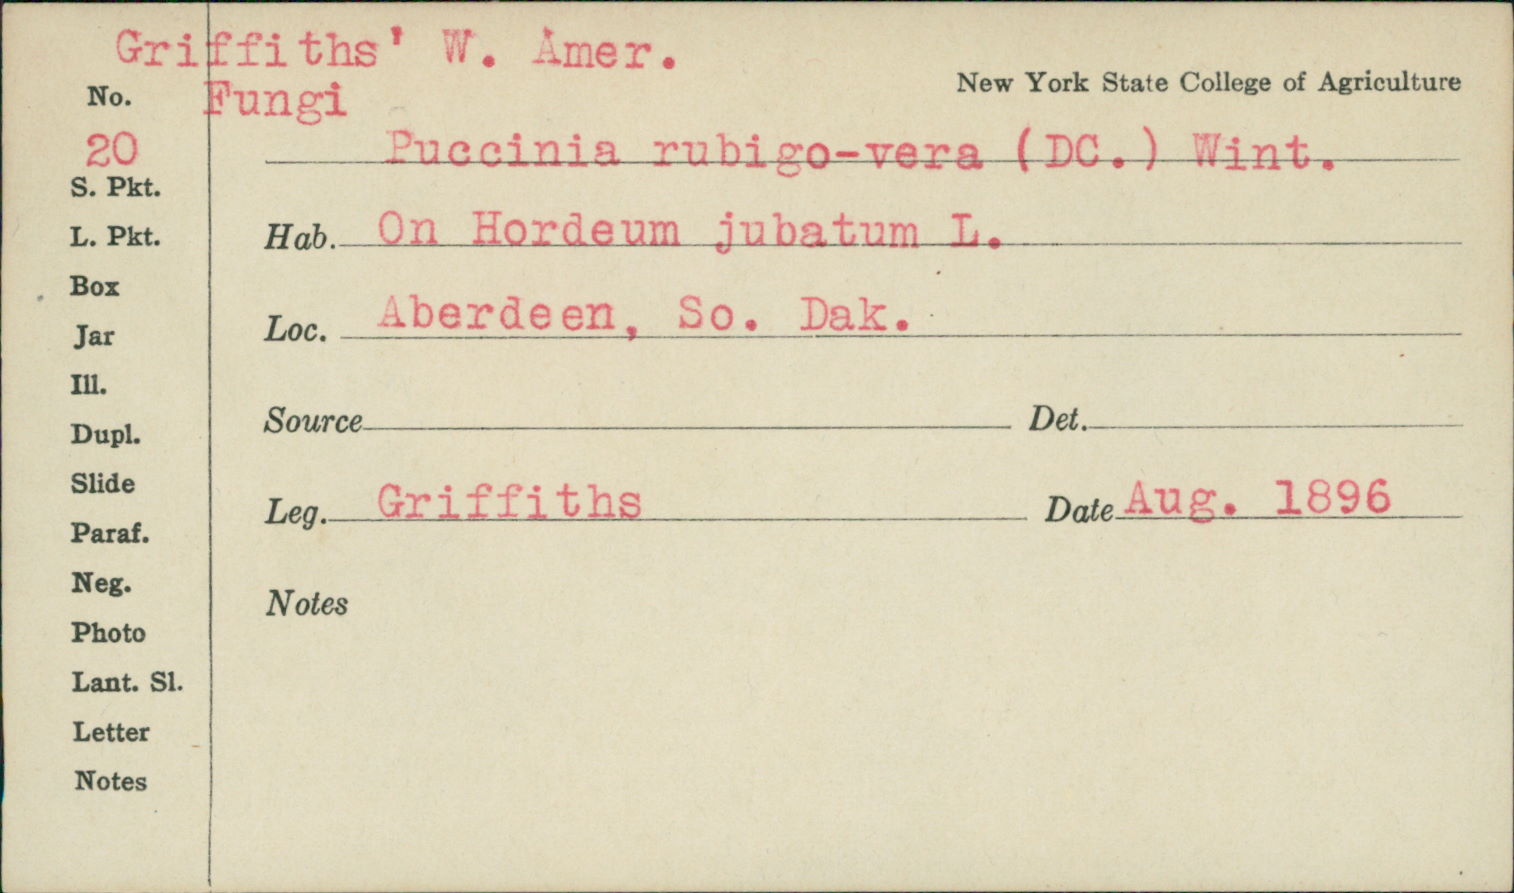 Griffiths' W. Amer.
Fungi
New York State College of Agriculture
No.
20
Puccinia rubigo-vera (DC.) Wint.
S. Pkt.
L. Pkt.
Hab. On Hordeum jubatum L.
Box
Jar
Loc. Aberdeen, So. Dak.
Ill.
Dupl.
Source Det.
Slide
Leg. Griffiths Date Aug. 1896
Paraf.
Neg.
Notes
Photo
Lant. Sl.
Letter
Notes